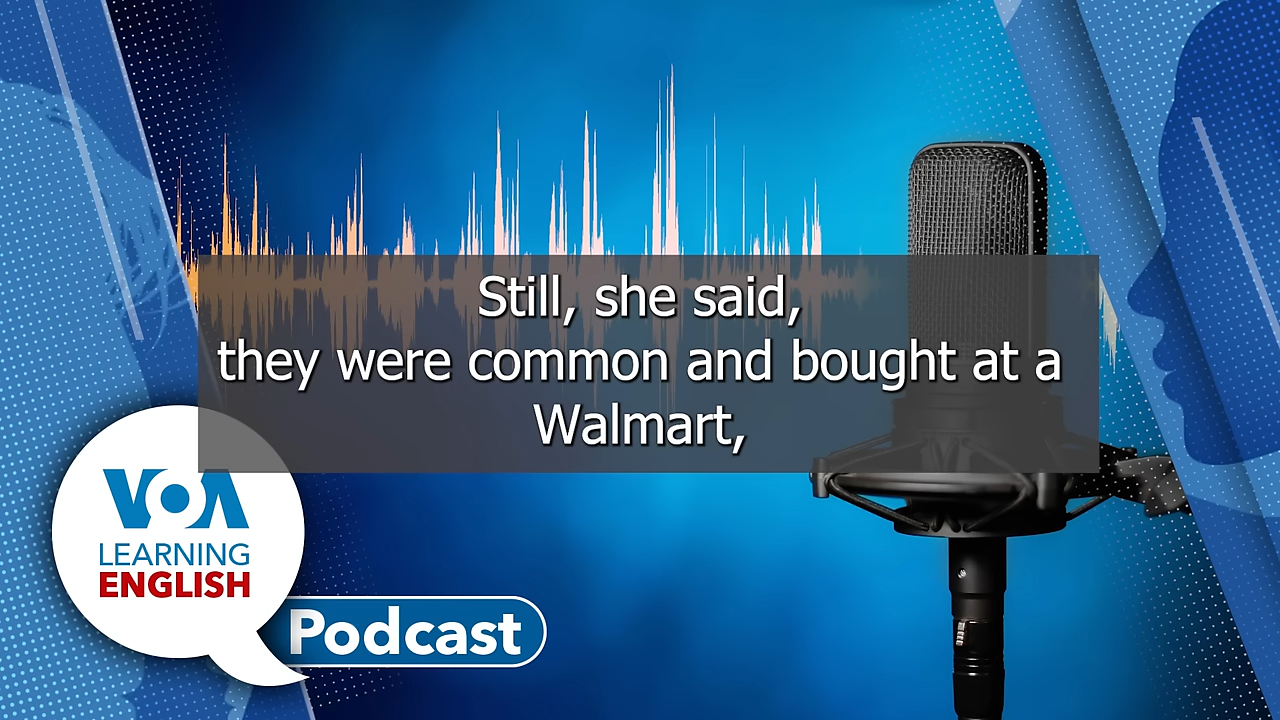 Still, she said,
they were common and bought at a
Walmart,
VOA
LEARNING
ENGLISH
Podcast